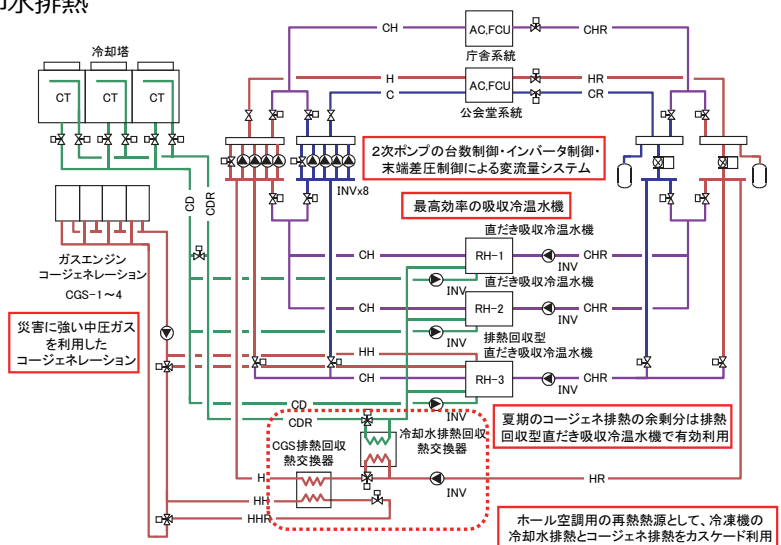 水排熱
冷却塔
CT
CT
CT
CH
AC,FCU
CHR
庁舎系統
H
AC,FCU
HR
C
CR
公会堂系統
2次ポンプの台数制御・インバータ制御・
末端差圧制御による変流量システム
INVx8
最高効率の吸収冷温水機
CD
CDR
ガスエンジン
コージェネレーション
CGS-1~4
災害に強い中圧ガス
を利用した
コージェネレーション
直だき吸収冷温水機
CH
RH-1
CHR
INV
INV
直だき吸収冷温水機
CH
RH-2
CHR
INV
INV
排熱回収型
直だき吸収冷温水機
HH
CH
RH-3
CHR
INV
INV
CD
CDR
夏期のコージェネ排熱の余剰分は排熱
回収型直だき吸収冷温水機で有効利用
冷却水排熱回収
熱交換器
CGS排熱回収
熱交換器
H
HR
INV
HH
HHR
ホール空調用の再熱熱源として、冷凍機の
冷却水排熱とコージェネ排熱をカスケード利用